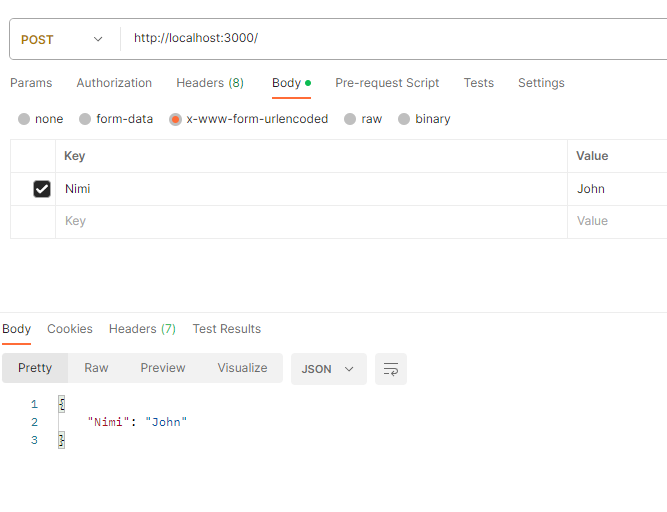 POST http://localhost:3000/
Params Authorization Headers (8) Body Pre-request Script Tests Settings
none form-data x-www-form-urlencoded raw binary
Key Value
Nimi John
Key Value
Body Cookies Headers (7) Test Results
Pretty Raw Preview Visualize JSON
1 {
2 "Nimi": "John"
3 }